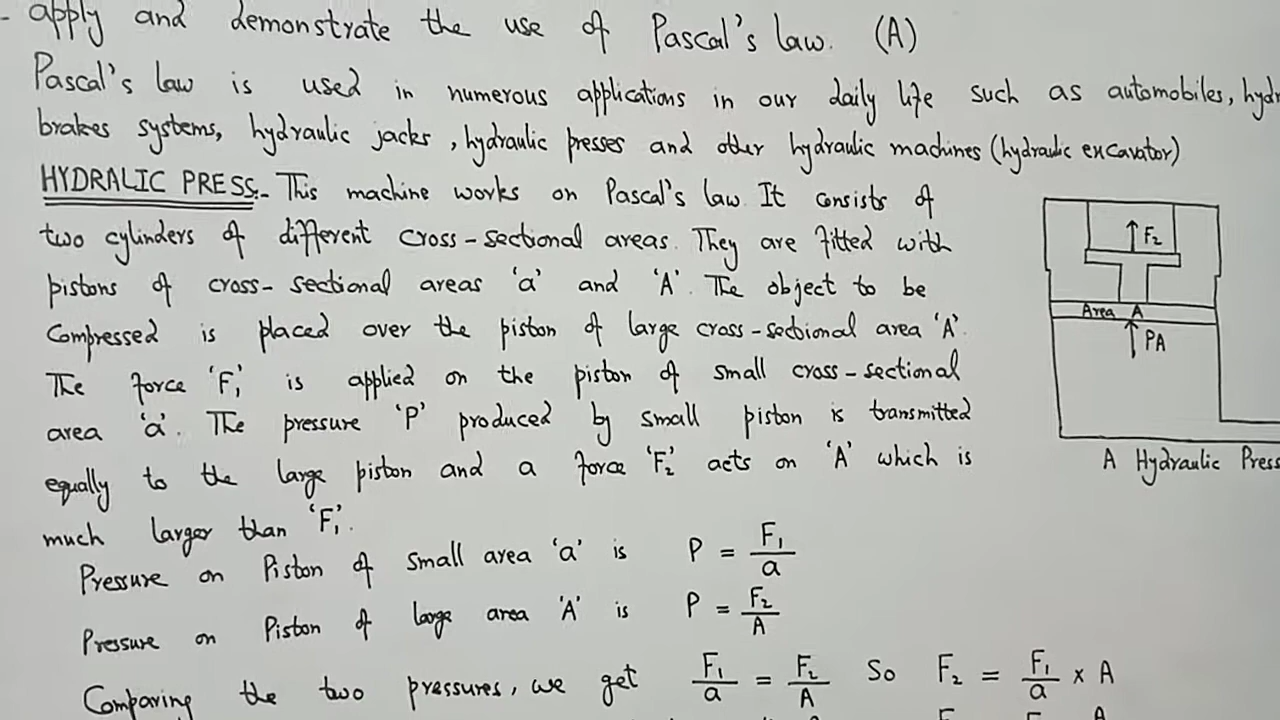 - apply and demonstrate the use of Pascal's law. (A)
Pascal's law is used in numerous applications in our daily life such as automobiles, hydr
brakes systems, hydraulic jacks, hydraulic presses and other hydraulic machines (hydraulic excavator)
HYDRALIC PRESS:- This machine works on Pascal's law. It consists of
two cylinders of different cross-sectional areas. They are fitted with
pistons of cross-sectional areas 'a' and 'A'. The object to be
compressed is placed over the piston of large cross-sectional area 'A'.
The force 'F₁' is applied on the piston of small cross-sectional
area 'a'. The pressure 'P' produced by small piston is transmitted
equally to the large piston and a force 'F₂' acts on 'A' which is
much larger than 'F₁'.
Pressure on Piston of small area 'a' is P = F₁/a
Pressure on Piston of large area 'A' is P = F₂/A
Comparing the two pressures, we get F₁/a = F₂/A So F₂ = F₁/a × A
F₂
Area A
PA
A Hydraulic Press